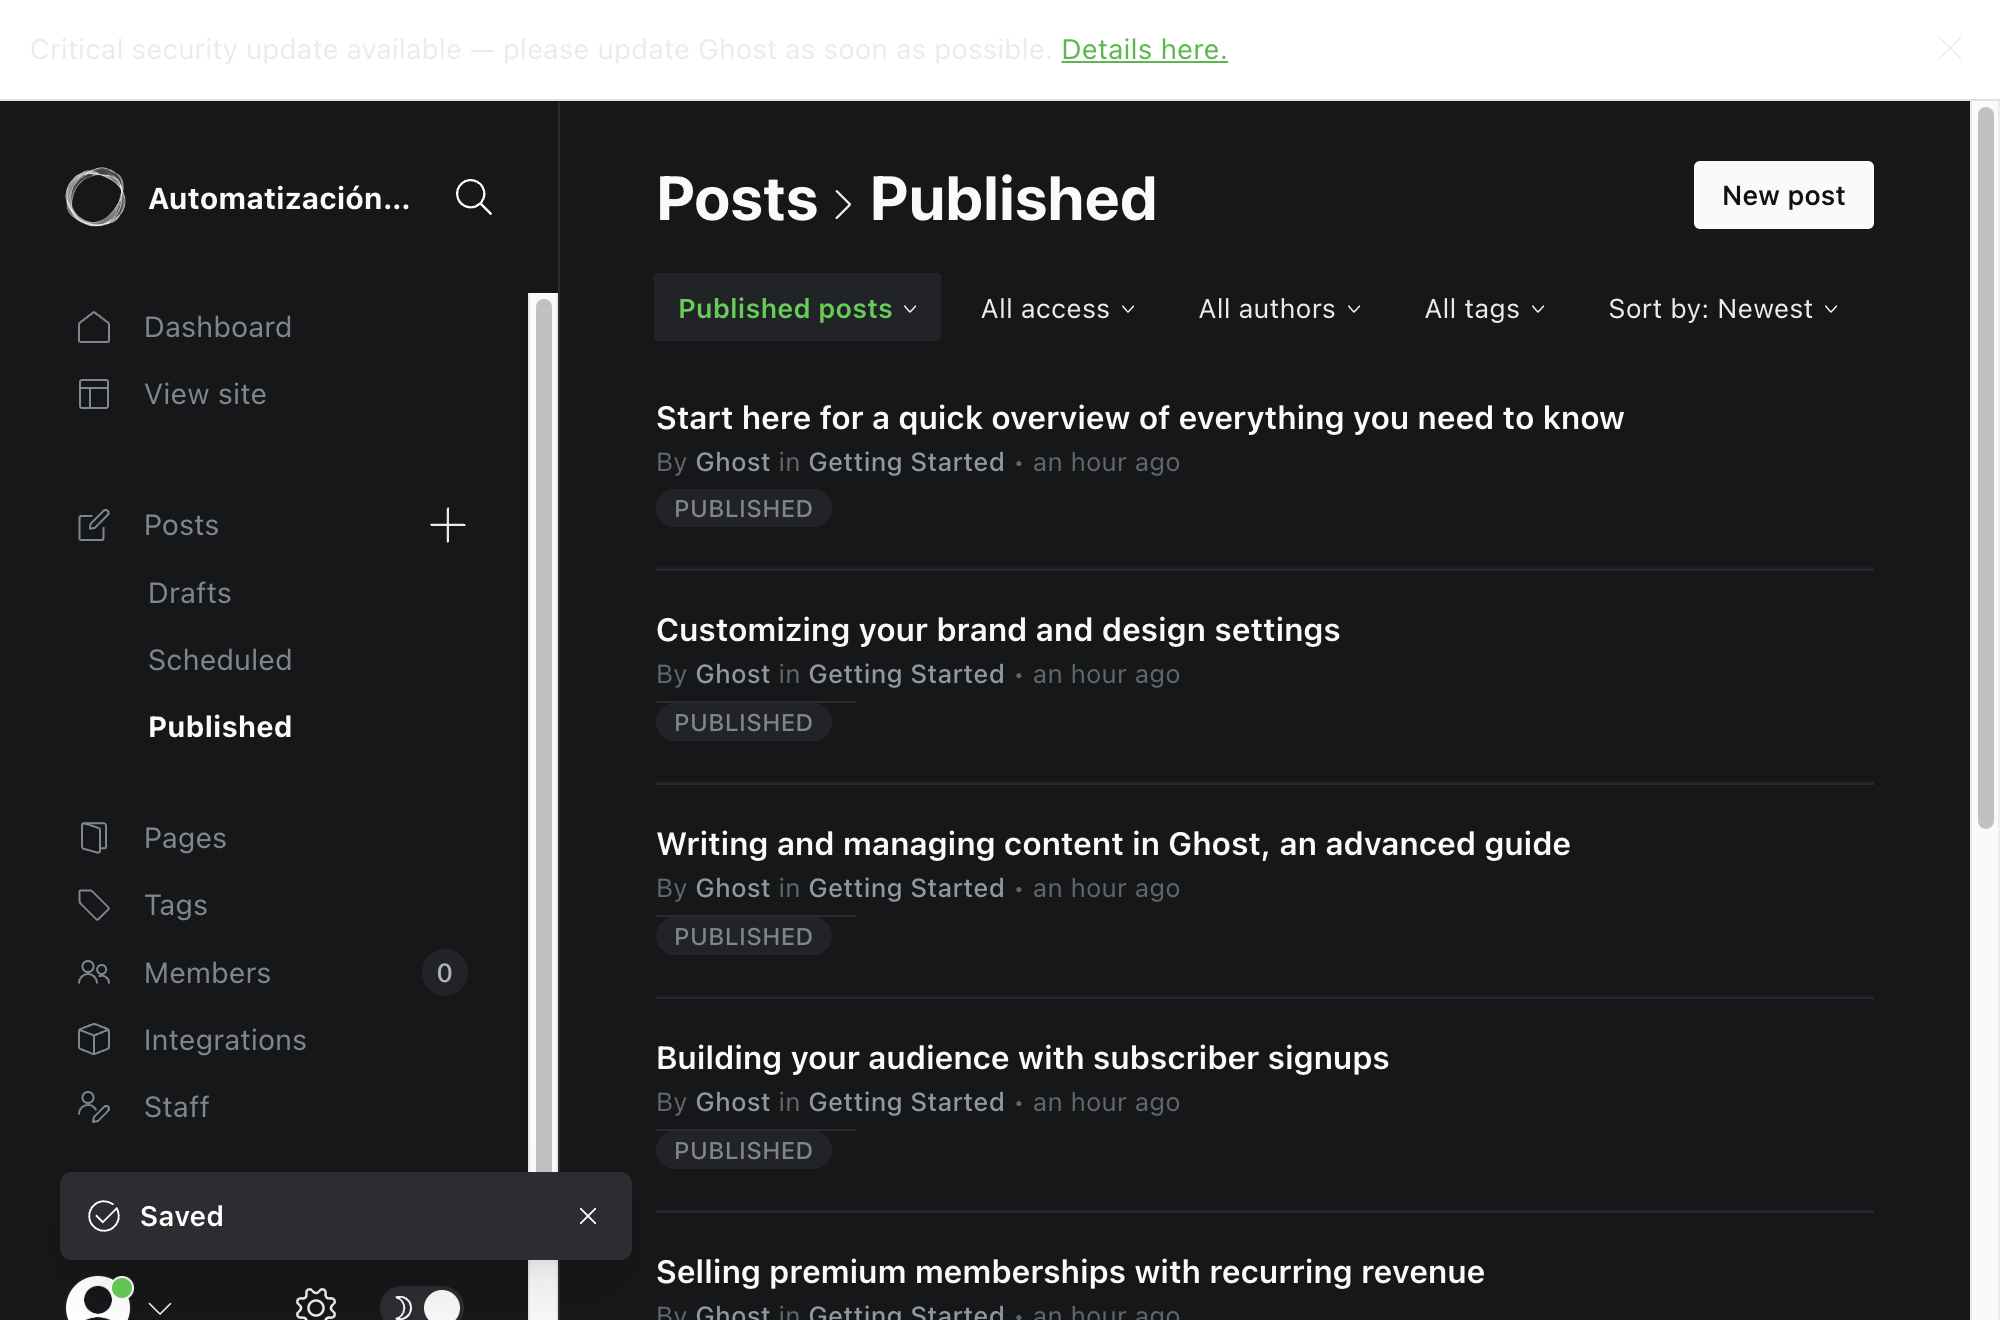 Critical security update available — please update Ghost as soon as possible. Details here.
Automatización...
Dashboard
View site
Posts
Drafts
Scheduled
Published
Pages
Tags
Members 0
Integrations
Staff
Saved
Posts › Published
New post
Published posts All access All authors All tags Sort by: Newest
Start here for a quick overview of everything you need to know
By Ghost in Getting Started • an hour ago
PUBLISHED
Customizing your brand and design settings
By Ghost in Getting Started • an hour ago
PUBLISHED
Writing and managing content in Ghost, an advanced guide
By Ghost in Getting Started • an hour ago
PUBLISHED
Building your audience with subscriber signups
By Ghost in Getting Started • an hour ago
PUBLISHED
Selling premium memberships with recurring revenue
By Ghost in Getting Started • an hour ago